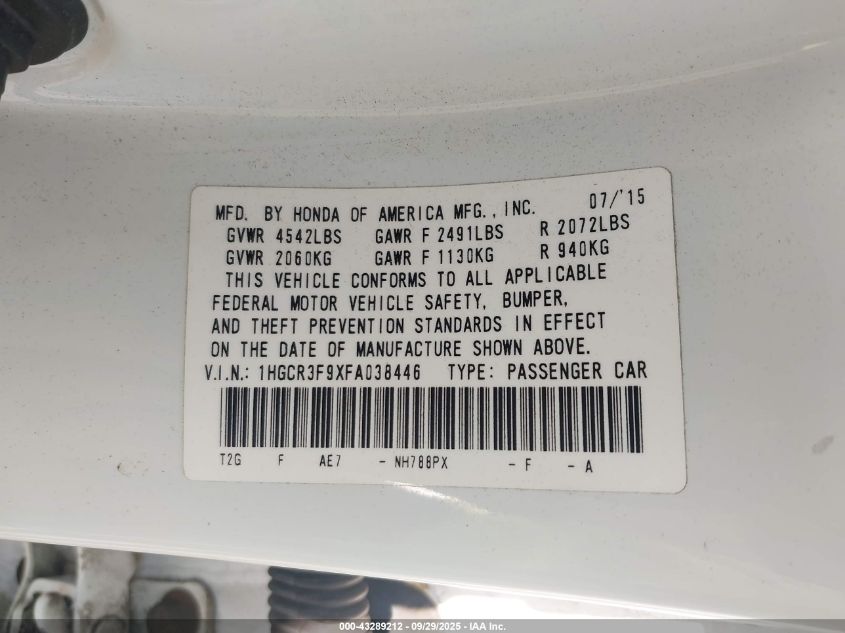 MFD. BY HONDA OF AMERICA MFG., INC. 07/'15
GVWR 4542LBS GAWR F 2491LBS R 2072LBS
GVWR 2060KG GAWR F 1130KG R 940KG
THIS VEHICLE CONFORMS TO ALL APPLICABLE
FEDERAL MOTOR VEHICLE SAFETY, BUMPER,
AND THEFT PREVENTION STANDARDS IN EFFECT
ON THE DATE OF MANUFACTURE SHOWN ABOVE.
V.I.N.: 1HGCR3F9XFA038446 TYPE: PASSENGER CAR
T2G F AE7 - NH788PX - F - A
000-43289212 - 09/29/2025 - IAA Inc.